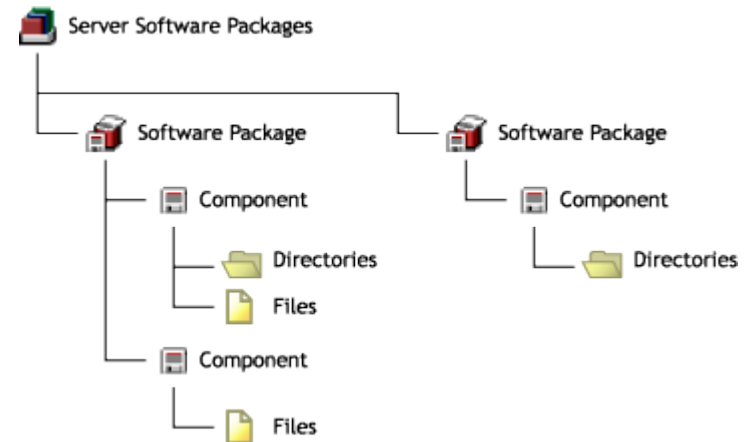 Server Software Packages
Software Package
Software Package
Component
Component
Directories
Directories
Files
Component
Files